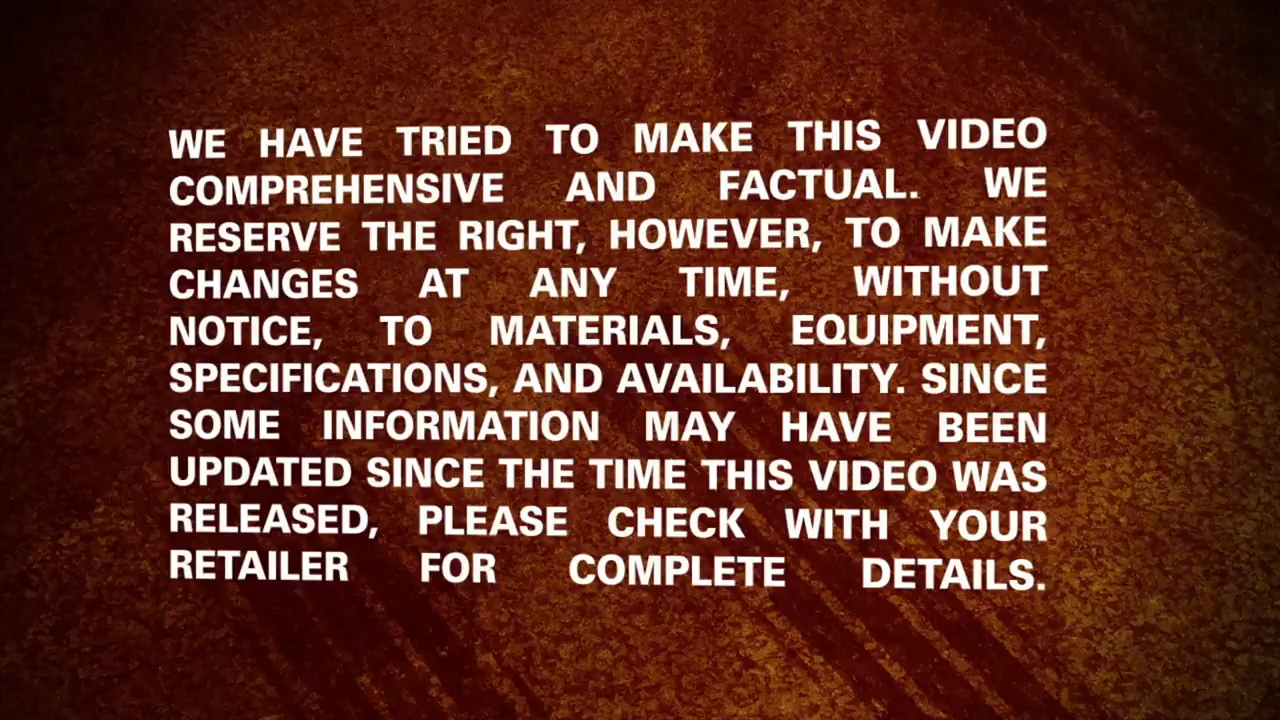 WE HAVE TRIED TO MAKE THIS VIDEO
COMPREHENSIVE AND FACTUAL. WE
RESERVE THE RIGHT, HOWEVER, TO MAKE
CHANGES AT ANY TIME, WITHOUT
NOTICE, TO MATERIALS, EQUIPMENT,
SPECIFICATIONS, AND AVAILABILITY. SINCE
SOME INFORMATION MAY HAVE BEEN
UPDATED SINCE THE TIME THIS VIDEO WAS
RELEASED, PLEASE CHECK WITH YOUR
RETAILER FOR COMPLETE DETAILS.